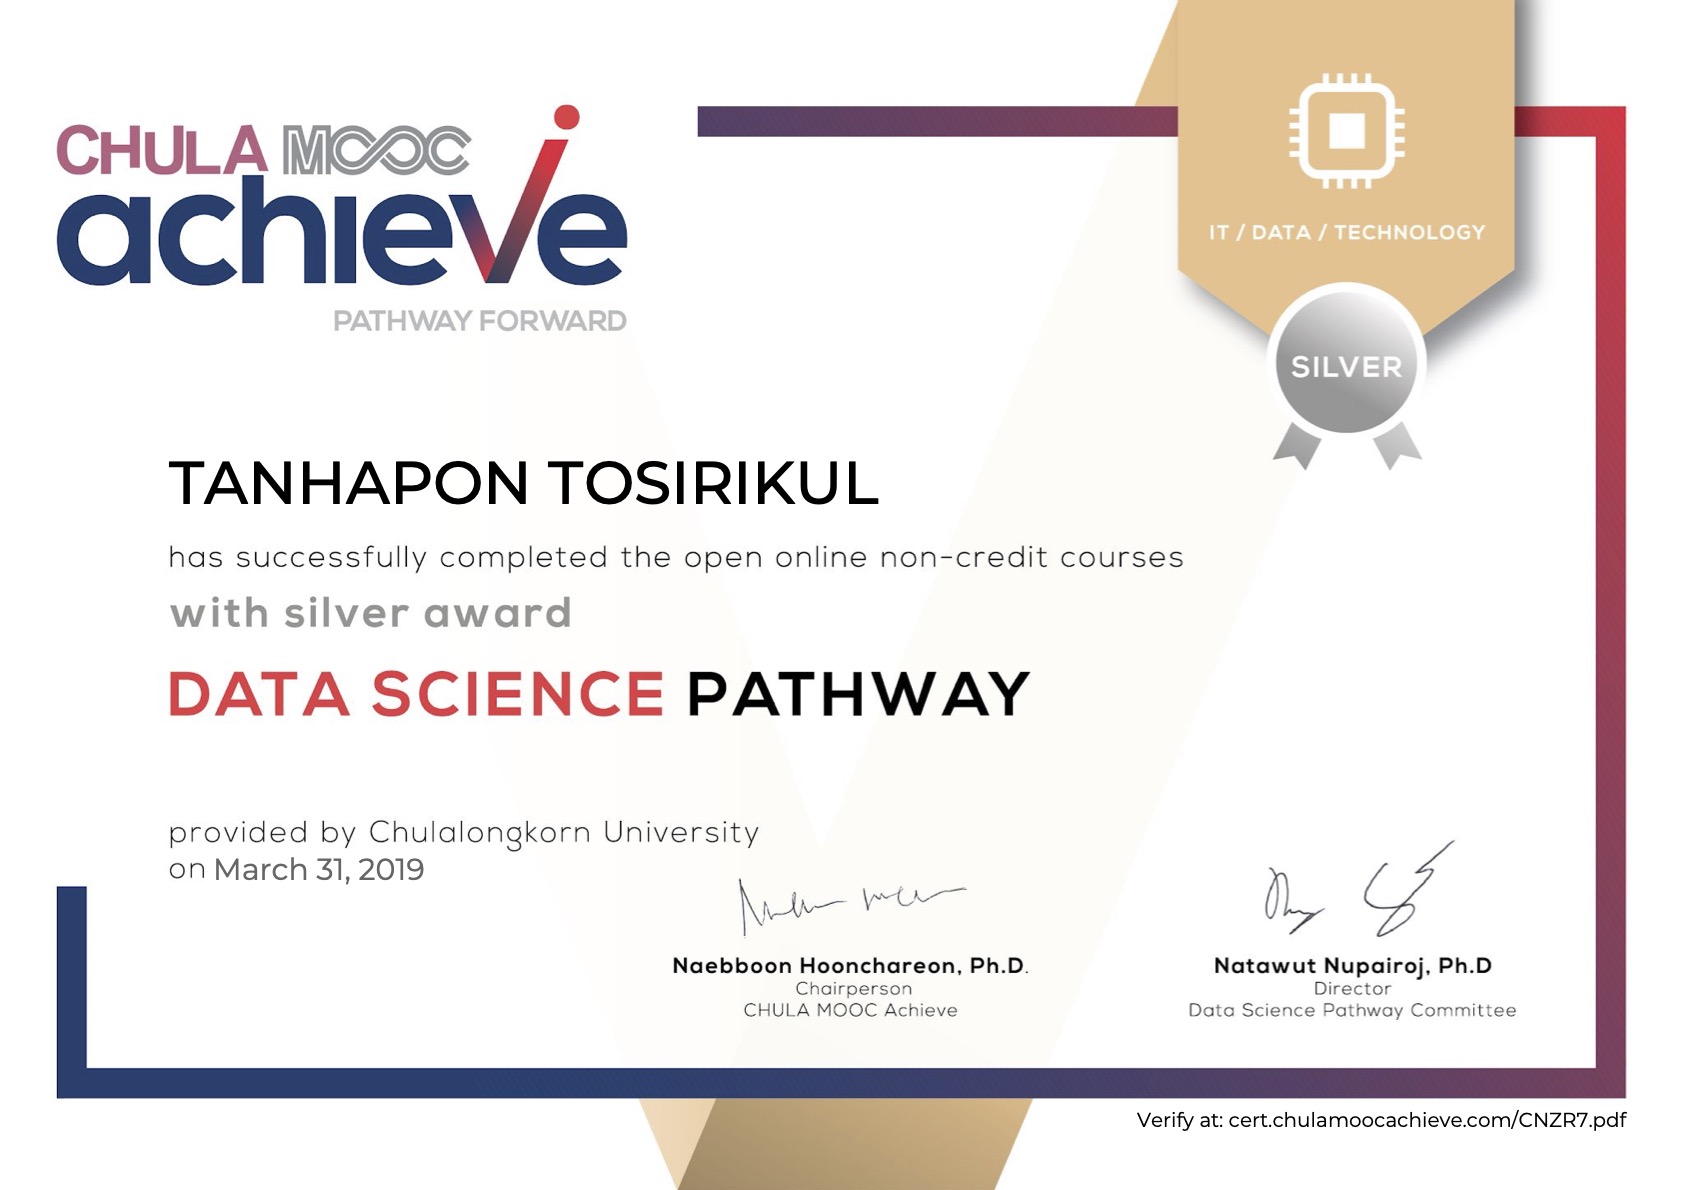 CHULA MOOC
achieve
PATHWAY FORWARD
IT / DATA / TECHNOLOGY
SILVER
TANHAPON TOSIRIKUL
has successfully completed the open online non-credit courses
with silver award
DATA SCIENCE PATHWAY
provided by Chulalongkorn University
on March 31, 2019
Naebboon Hoonchareon, Ph.D.
Chairperson
CHULA MOOC Achieve
Natawut Nupairoj, Ph.D
Director
Data Science Pathway Committee
Verify at: cert.chulamoocachieve.com/CNZR7.pdf